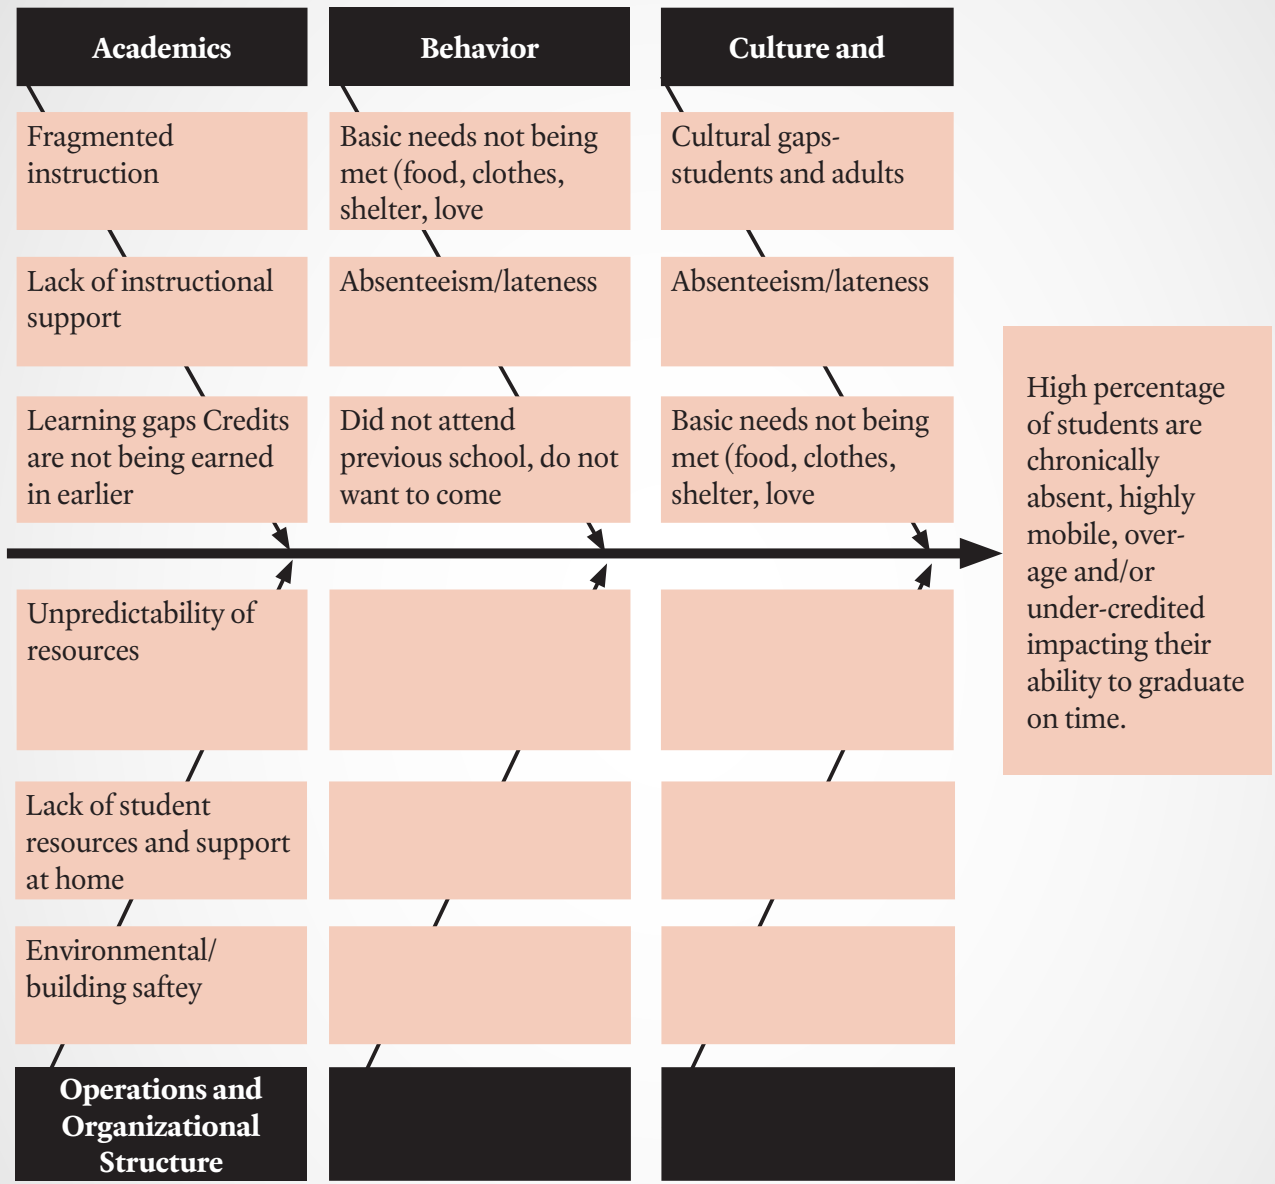 Academics
Behavior
Culture and
Fragmented
instruction
Basic needs not being
met (food, clothes,
shelter, love
Cultural gaps-
students and adults
Lack of instructional
support
Absenteeism/lateness
Absenteeism/lateness
Learning gaps Credits
are not being earned
in earlier
Did not attend
previous school, do not
want to come
Basic needs not being
met (food, clothes,
shelter, love
High percentage
of students are
chronically
absent, highly
mobile, over-
age and/or
under-credited
impacting their
ability to graduate
on time.
Unpredictability of
resources
Lack of student
resources and support
at home
Environmental/
building saftey
Operations and
Organizational
Structure